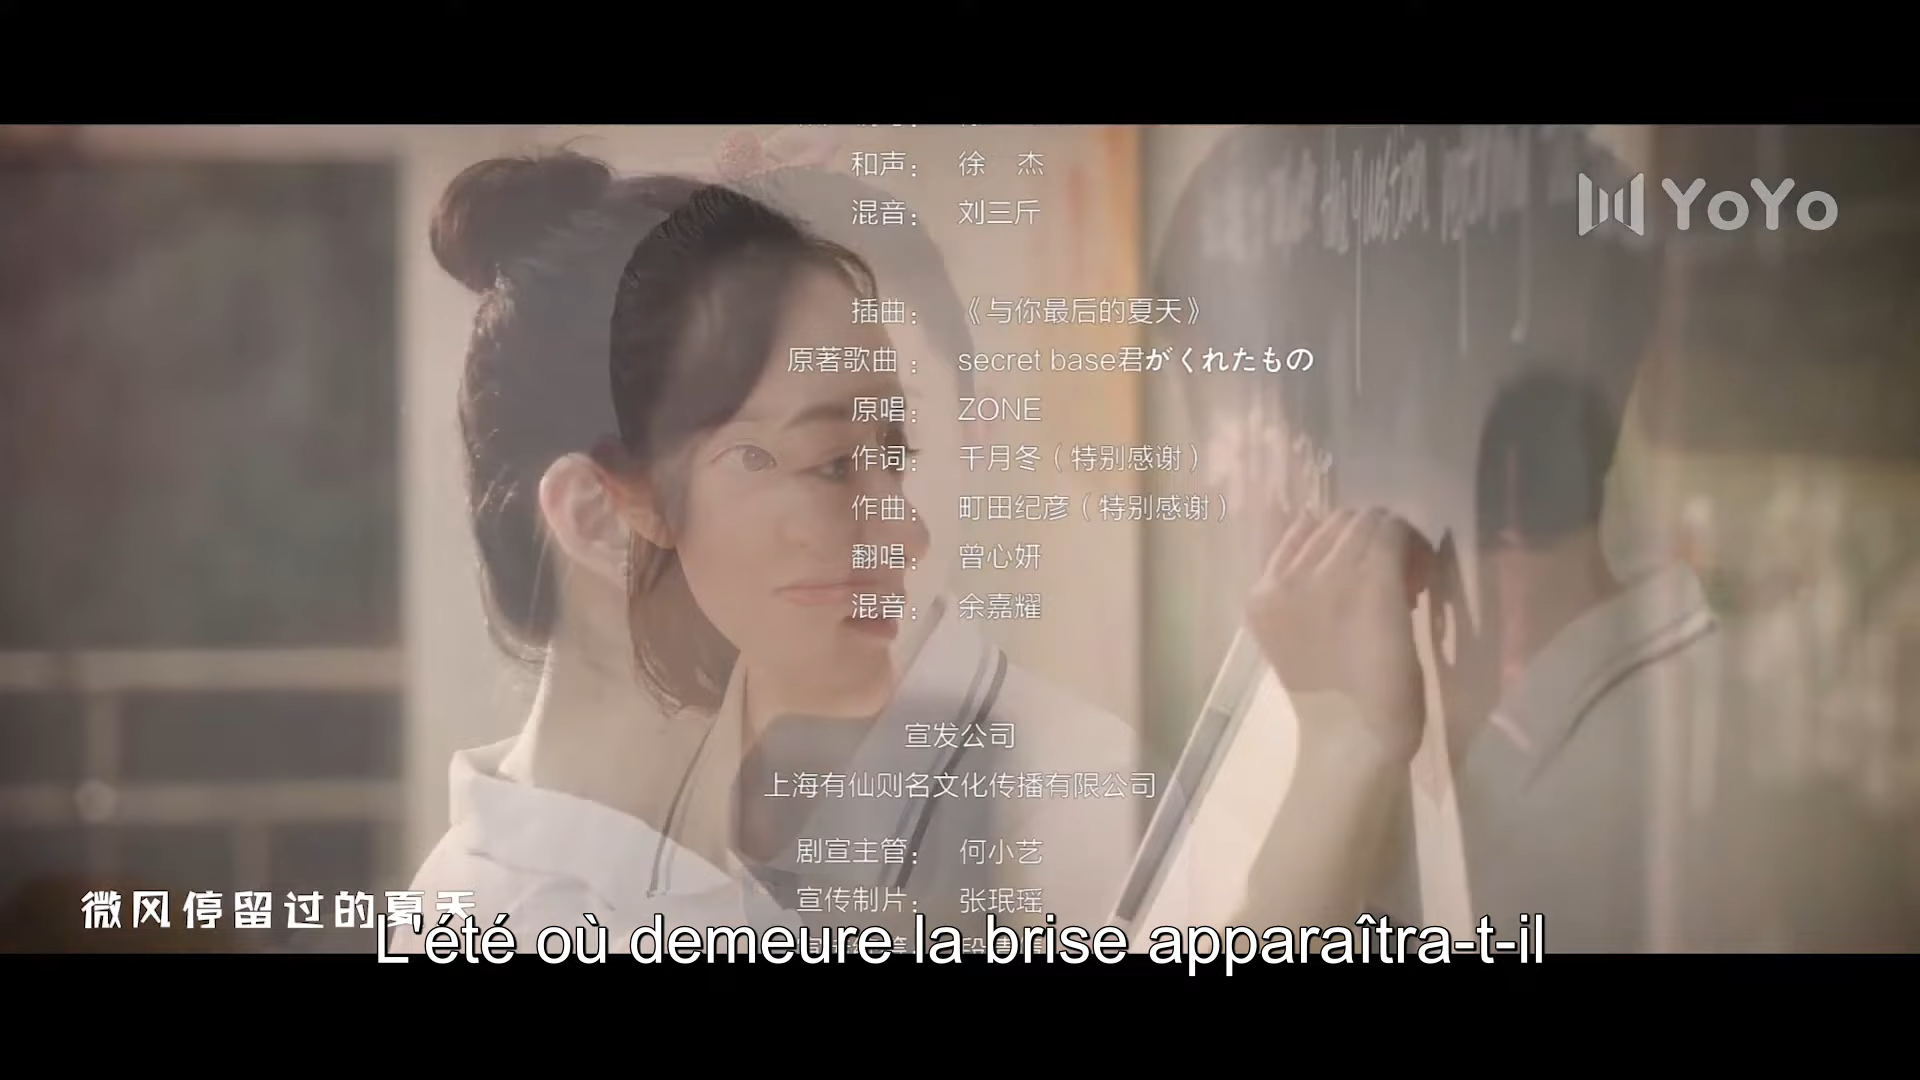 和声： 徐 杰
混音： 刘三斤
YoYo
插曲： 《与你最后的夏天》
原著歌曲： secret base君がくれたもの
原唱： ZONE
作词： 千月冬（特别感谢）
作曲： 町田纪彦（特别感谢）
翻唱： 曾心妍
混音： 余嘉耀
宣发公司
上海有仙则名文化传播有限公司
剧宣主管： 何小艺
宣传制片： 张珉瑶
微风停留过的夏天
L'été où demeure la brise apparaîtra-t-il